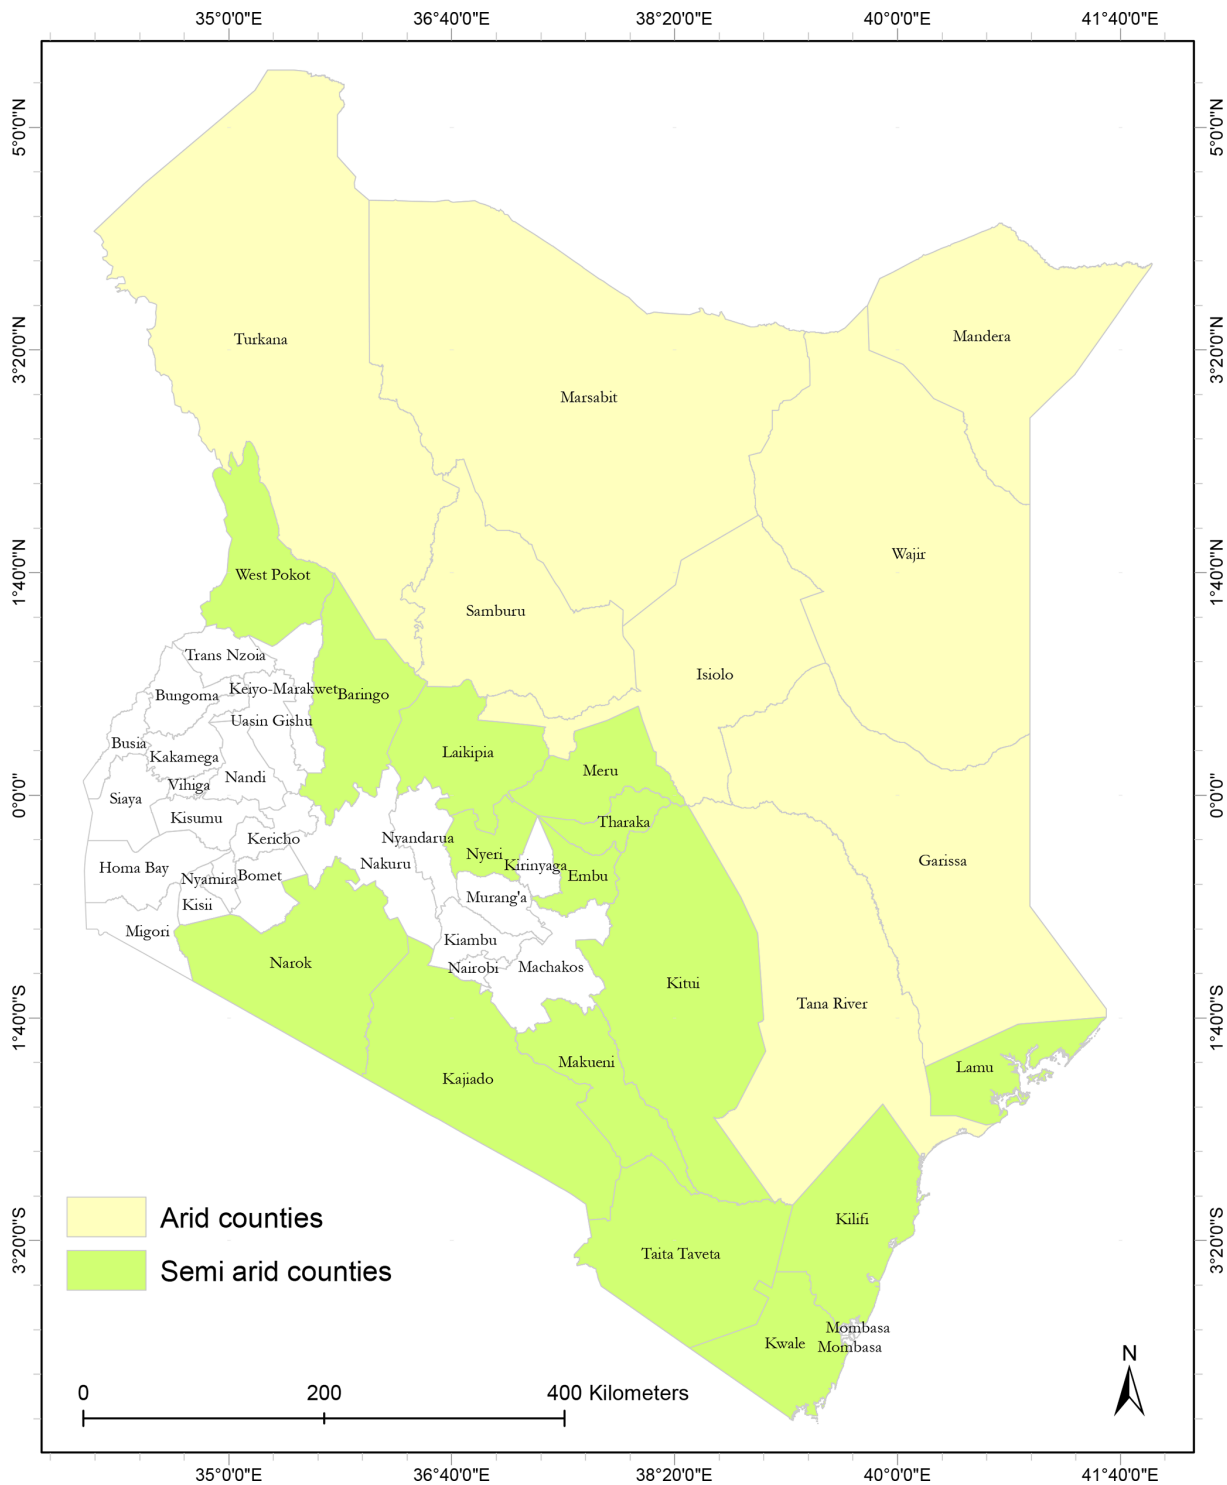 35°0'0"E 36°40'0"E 38°20'0"E 40°0'0"E 41°40'0"E
5°0'0"N
5°0'0"N
3°20'0"N
3°20'0"N
1°40'0"N
1°40'0"N
0°0'0"
0°0'0"
1°40'0"S
1°40'0"S
3°20'0"S
3°20'0"S
Turkana
Mandera
Marsabit
Wajir
West Pokot
Samburu
Trans Nzoia
Isiolo
Keiyo-Marakwet
Bungoma
Baringo
Uasin Gishu
Busia
Laikipia
Kakamega
Meru
Nandi
Vihiga
Siaya
Kisumu
Tharaka
Kericho
Nyandarua
Nyeri
Garissa
Nakuru
Kirinyaga
Homa Bay
Bomet
Embu
Nyamira
Murang'a
Kisii
Migori
Kiambu
Narok
Nairobi
Machakos
Kitui
Tana River
Makueni
Lamu
Kajiado
Kilifi
Taita Taveta
Mombasa
Kwale
Mombasa
Arid counties
Semi arid counties
0 200 400 Kilometers
N
35°0'0"E 36°40'0"E 38°20'0"E 40°0'0"E 41°40'0"E